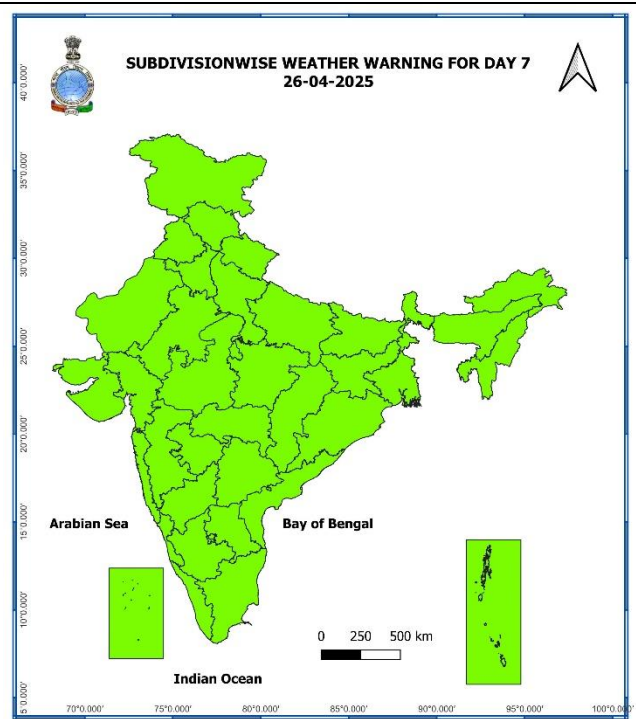 SUBDIVISIONWISE WEATHER WARNING FOR DAY 7
26-04-2025
40°0.000'
35°0.000'
30°0.000'
25°0.000'
20°0.000'
15°0.000'
10°0.000'
5°0.000'
Arabian Sea
Bay of Bengal
0 250 500 km
Indian Ocean
70°0.000' 75°0.000' 80°0.000' 85°0.000' 90°0.000' 95°0.000' 100°0.000'